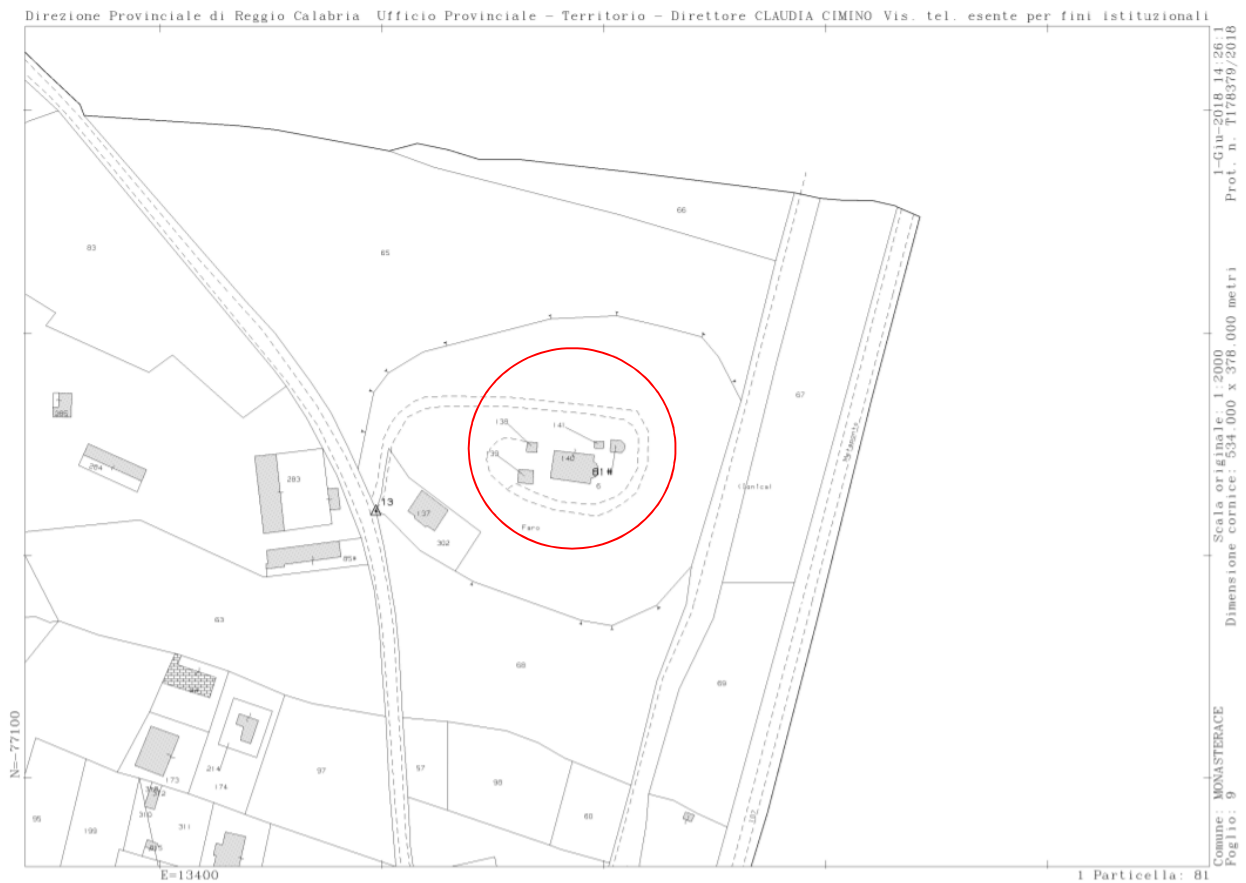 Direzione Provinciale di Reggio Calabria Ufficio Provinciale - Territorio - Direttore CLAUDIA CIMINO Vis. tel. esente per fini istituzionali
1-Giu-2018 14:26:1
Prot. n. T178379/2018
Scala originale: 1:2000
Dimensione cornice: 534.000 x 378.000 metri
Comune: MONASTERACE
Foglio: 9
N=-77100
E=13400
1 Particella: 81
66
83
65
67
138
141
139
140
81#
6
(Jonica)
Faro
13
137
302
285
284
283
85*
63
68
69
173
214
174
97
57
98
60
95
199
310
311